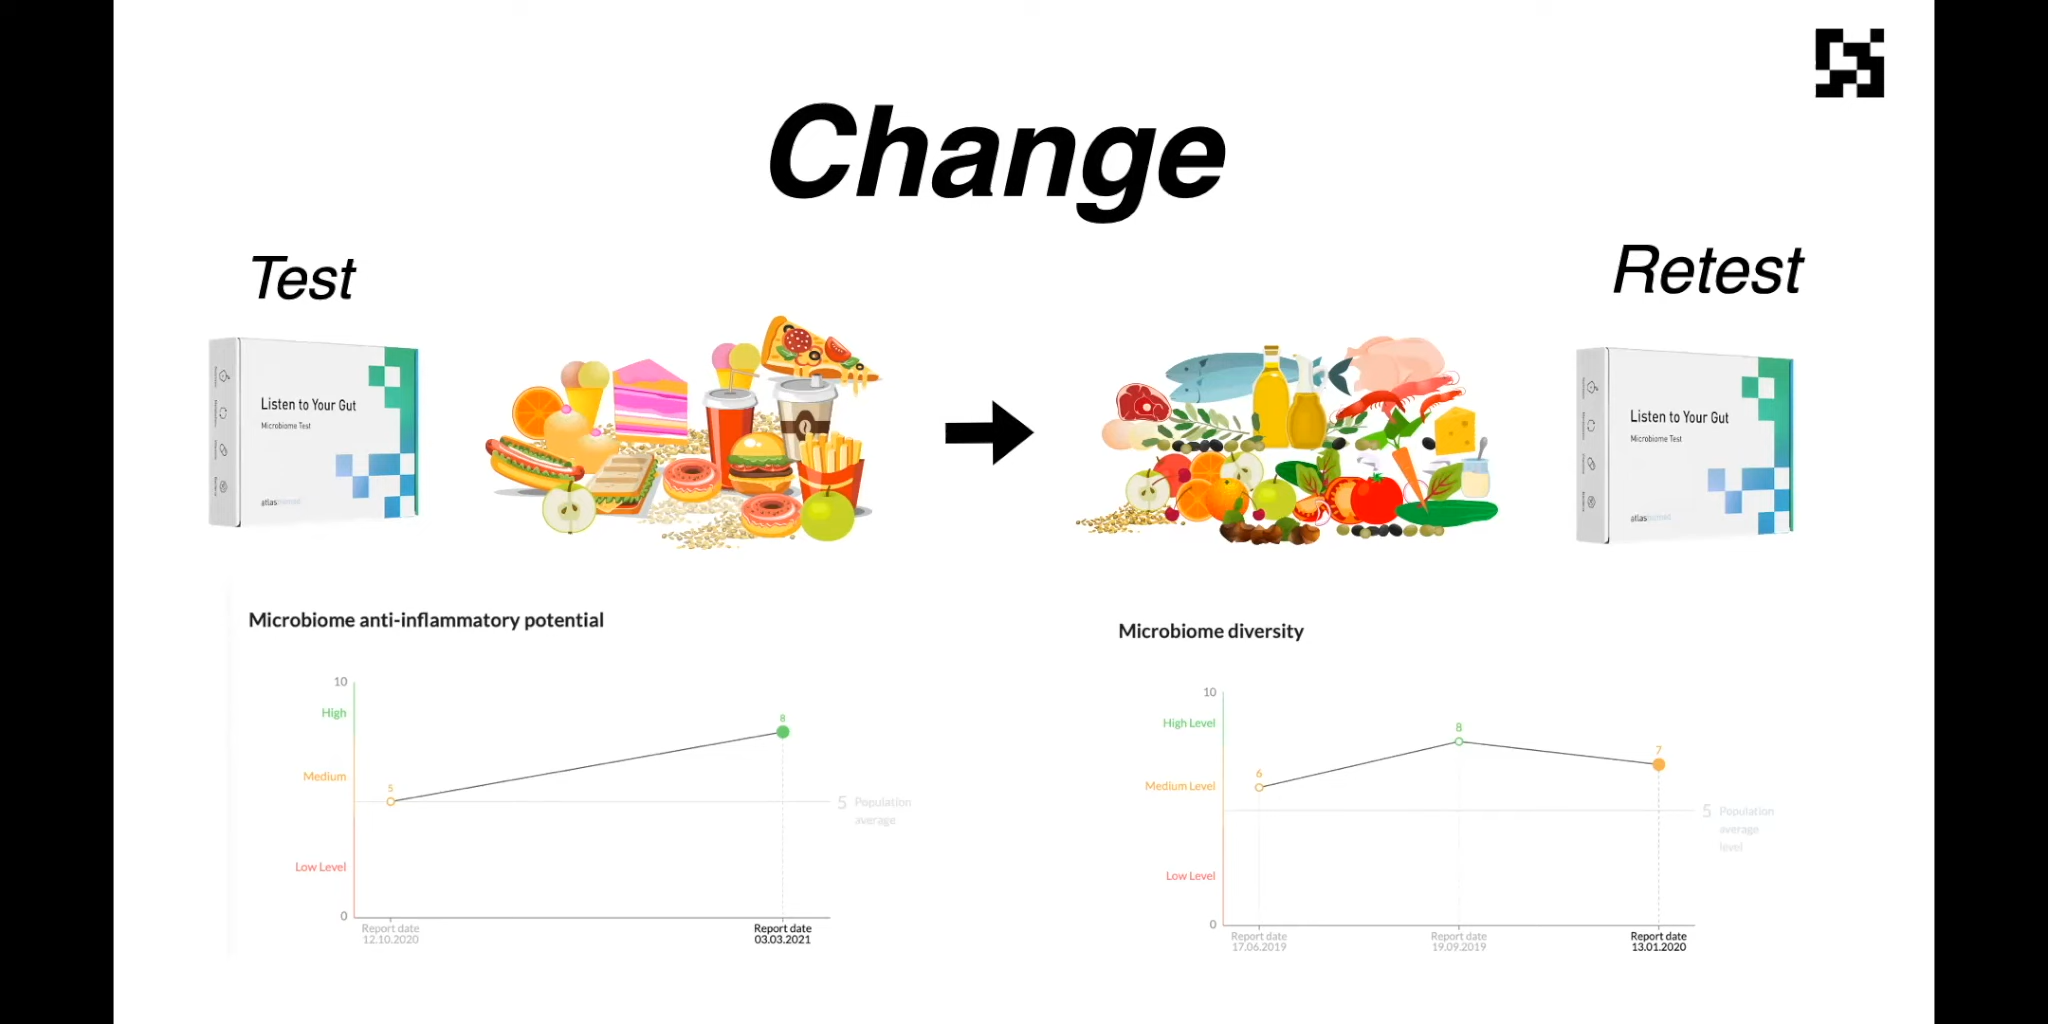 Change
Test
Retest
Listen to Your Gut
Microbiome Test
atlasbiomed
Listen to Your Gut
Microbiome Test
atlasbiomed
Microbiome anti-inflammatory potential
10
High
Medium
Low Level
0
5
8
5 Population
average
Report date
12.10.2020
Report date
03.03.2021
Microbiome diversity
10
High Level
Medium Level
Low Level
0
6
8
7
5 Population
average
level
Report date
17.06.2019
Report date
19.09.2019
Report date
13.01.2020